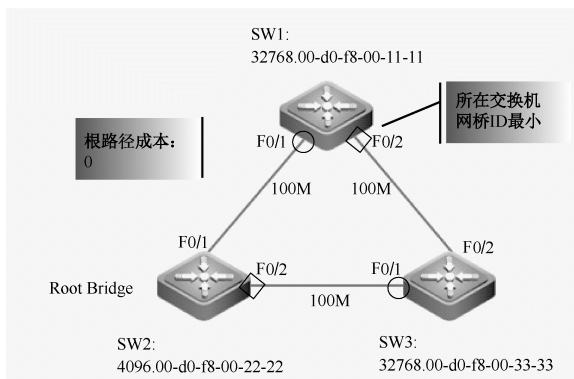 SW1:
32768.00-d0-f8-00-11-11
所在交换机
网桥ID最小
根路径成本：
0
F0/1
F0/2
100M
100M
F0/1
F0/2
F0/2
F0/1
Root Bridge
100M
SW2:
4096.00-d0-f8-00-22-22
SW3:
32768.00-d0-f8-00-33-33